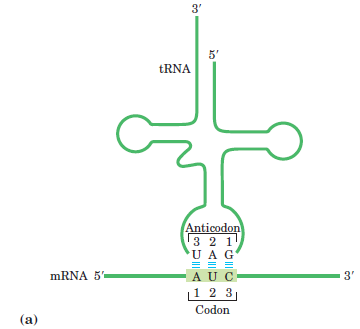 3′
5′
tRNA
Anticodon
3 2 1
U A G
mRNA 5′ A U C 3′
1 2 3
Codon
(a)